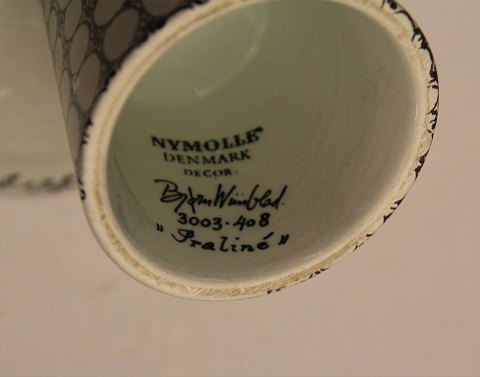 NYMOLLE
DENMARK
DECOR:
Bjørn Wiinblad.
3003-408
„Praliné„